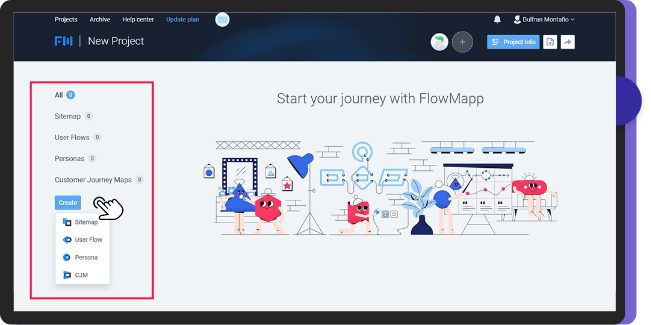 Projects Archive Help center Update plan Dulfran Montaño
FM New Project Project Info
All 0
Sitemap 0
User Flows 0
Personas 0
Customer Journey Maps 0
Create
Sitemap
User Flow
Persona
CJM
Start your journey with FlowMapp